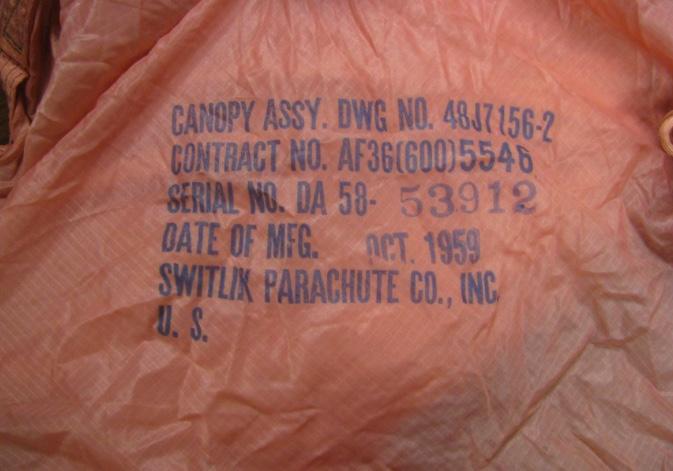 CANOPY ASSY. DWG NO. 48J7156-2
CONTRACT NO. AF36(600)5546
SERIAL NO. DA 58- 53912
DATE OF MFG. OCT. 1959
SWITLIK PARACHUTE CO., INC.
U. S.